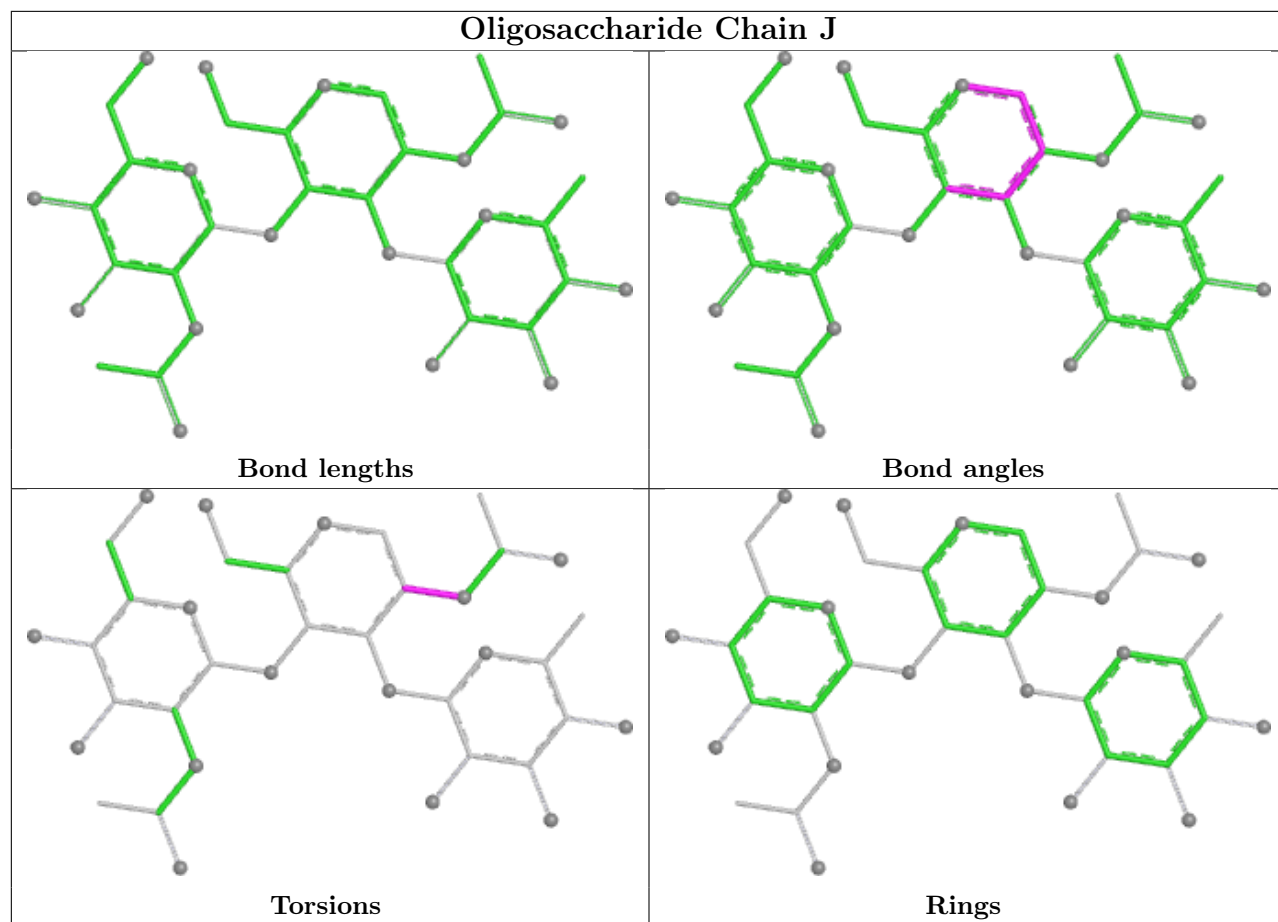 Oligosaccharide Chain J
Bond lengths
Bond angles
Torsions
Rings